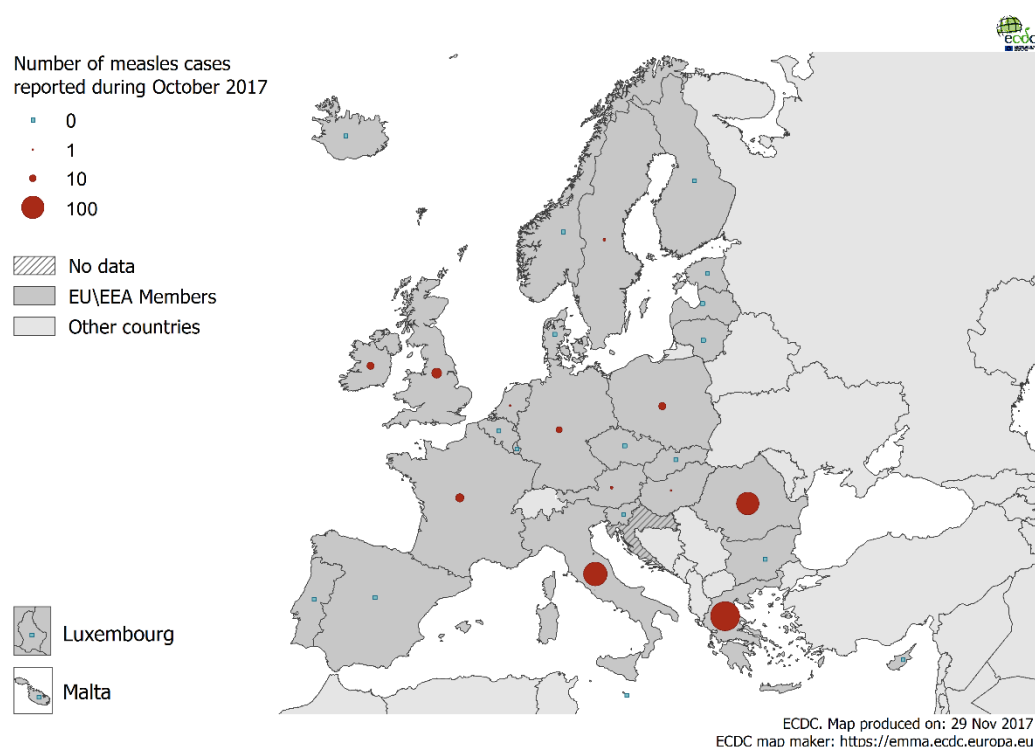 ecdc
Number of measles cases
reported during October 2017
0
1
10
100
No data
EU\EEA Members
Other countries
Luxembourg
Malta
ECDC. Map produced on: 29 Nov 2017
ECDC map maker: https://emma.ecdc.europa.eu